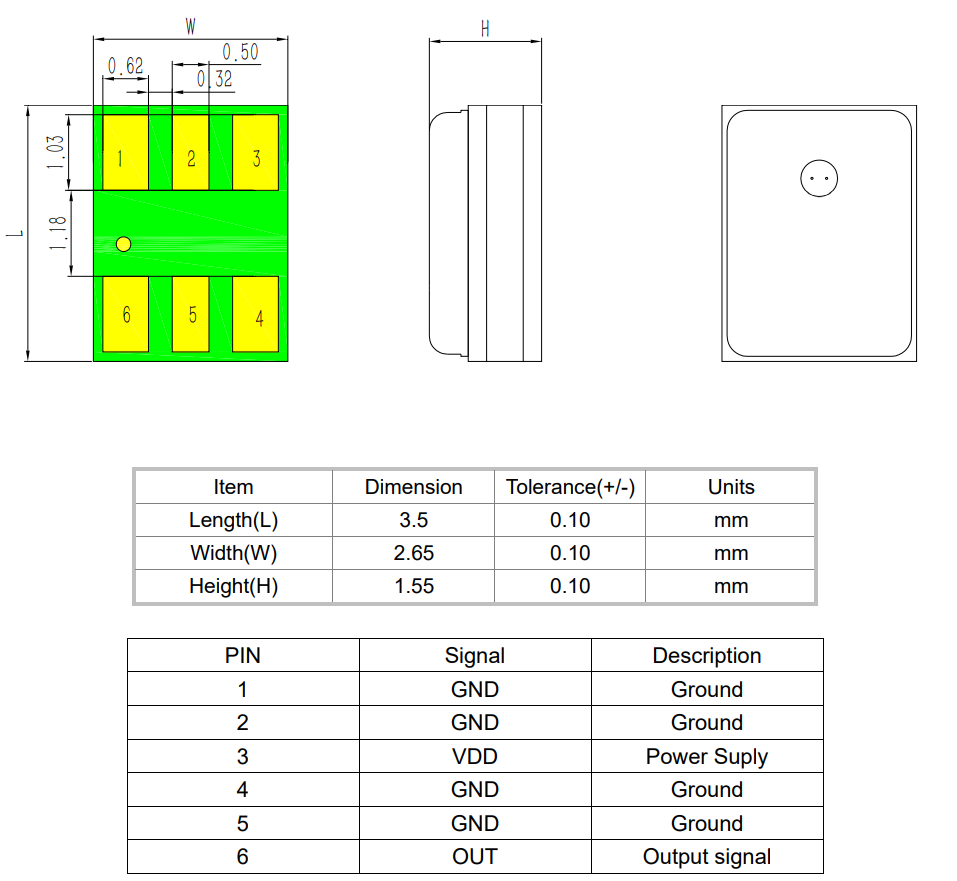 W
H
0.50
0.62
0.32
1.03
1 2 3
1.18
L
6 5 4
Item Dimension Tolerance(+/-) Units
Length(L) 3.5 0.10 mm
Width(W) 2.65 0.10 mm
Height(H) 1.55 0.10 mm
PIN Signal Description
1 GND Ground
2 GND Ground
3 VDD Power Suply
4 GND Ground
5 GND Ground
6 OUT Output signal